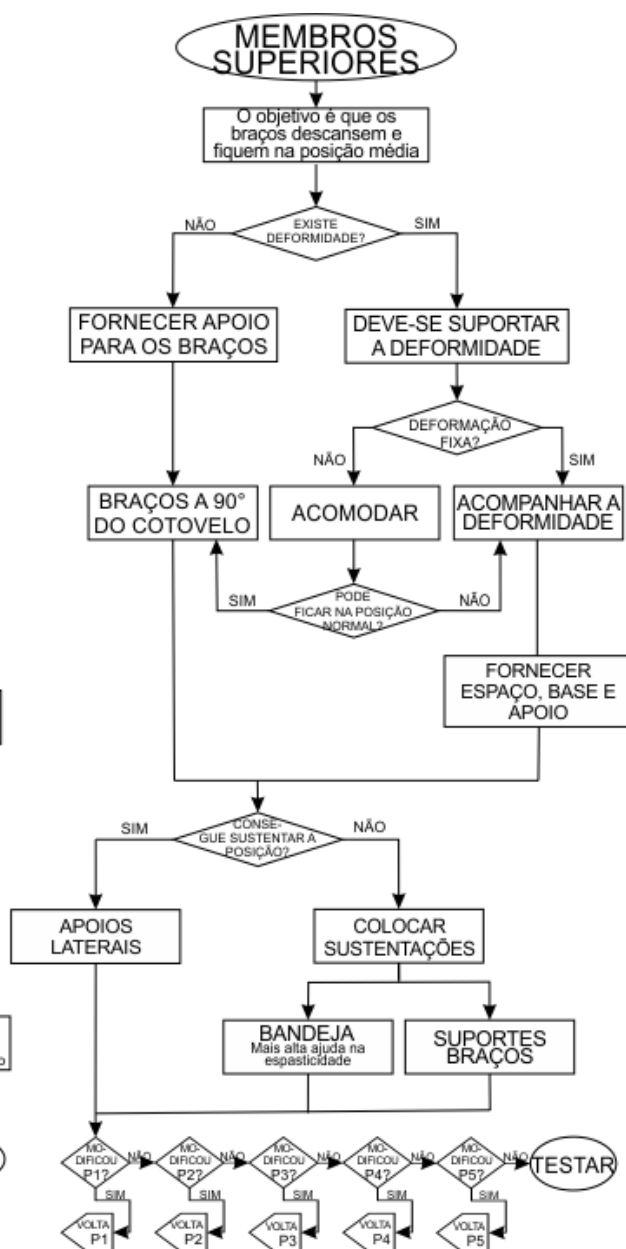 MEMBROS
SUPERIORES
O objetivo é que os
braços descansem e
fiquem na posição média
NÃO
EXISTE
DEFORMIDADE?
SIM
FORNECER APOIO
PARA OS BRAÇOS
DEVE-SE SUPORTAR
A DEFORMIDADE
DEFORMAÇÃO
FIXA?
NÃO
SIM
BRAÇOS A 90°
DO COTOVELO
ACOMODAR
ACOMPANHAR A
DEFORMIDADE
SIM
PODE
FICAR NA POSIÇÃO
NORMAL?
NÃO
FORNECER
ESPAÇO, BASE E
APOIO
SIM
CONSE-
GUE SUSTENTAR A
POSIÇÃO?
NÃO
APOIOS
LATERAIS
COLOCAR
SUSTENTAÇÕES
BANDEJA
Mais alta ajuda na
espasticidade
SUPORTES
BRAÇOS
MO-
DIFICOU
P1?
NÃO
MO-
DIFICOU
P2?
NÃO
MO-
DIFICOU
P3?
NÃO
MO-
DIFICOU
P4?
NÃO
MO-
DIFICOU
P5?
NÃO
TESTAR
SIM
SIM
SIM
SIM
SIM
VOLTA
P1
VOLTA
P2
VOLTA
P3
VOLTA
P4
VOLTA
P5